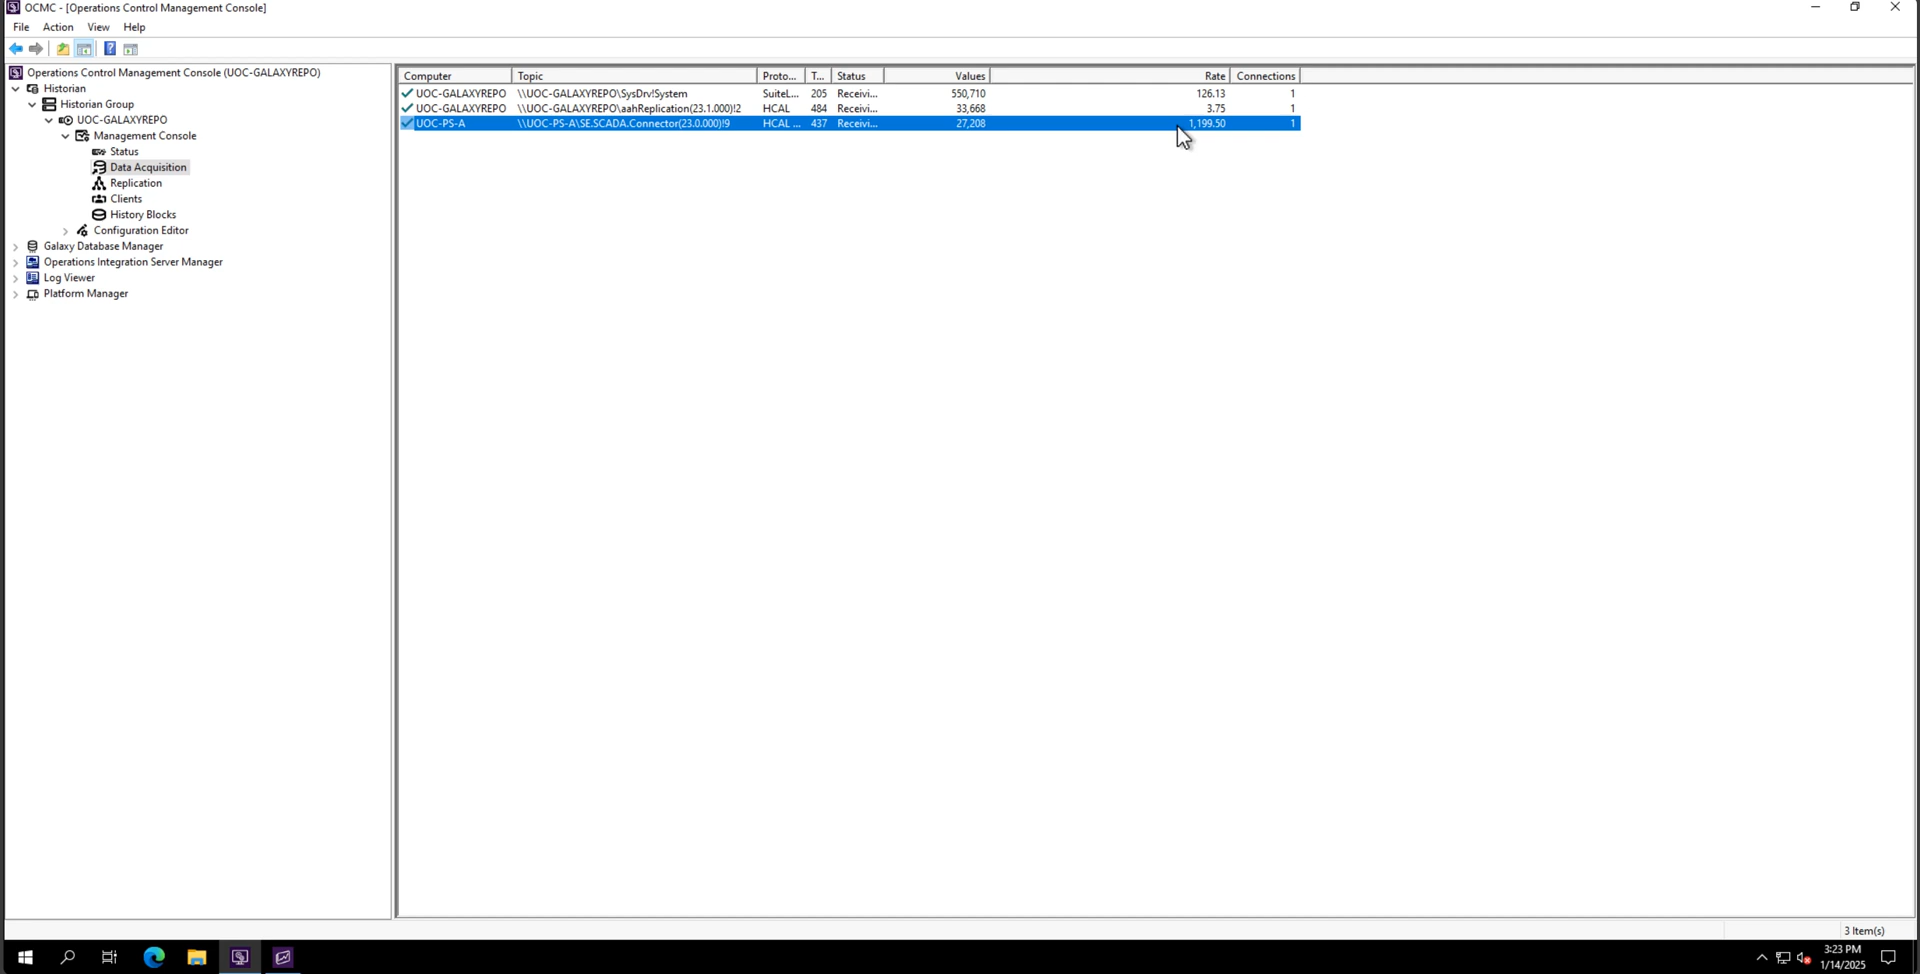 OCMC - [Operations Control Management Console]
File Action View Help
Operations Control Management Console (UOC-GALAXYREPO)
Historian
Historian Group
UOC-GALAXYREPO
Management Console
Status
Data Acquisition
Replication
Clients
History Blocks
Configuration Editor
Galaxy Database Manager
Operations Integration Server Manager
Log Viewer
Platform Manager
Computer Topic Proto... T... Status Values Rate Connections
UOC-GALAXYREPO \\UOC-GALAXYREPO\SysDrv!System SuiteL... 205 Receivi... 550,710 126.13 1
UOC-GALAXYREPO \\UOC-GALAXYREPO\aahReplication(23.1.000)!2 HCAL 484 Receivi... 33,668 3.75 1
UOC-PS-A \\UOC-PS-A\SE.SCADA.Connector(23.0.000)!9 HCAL ... 437 Receivi... 27,208 1,199.50 1
3 Item(s)
3:23 PM
1/14/2025